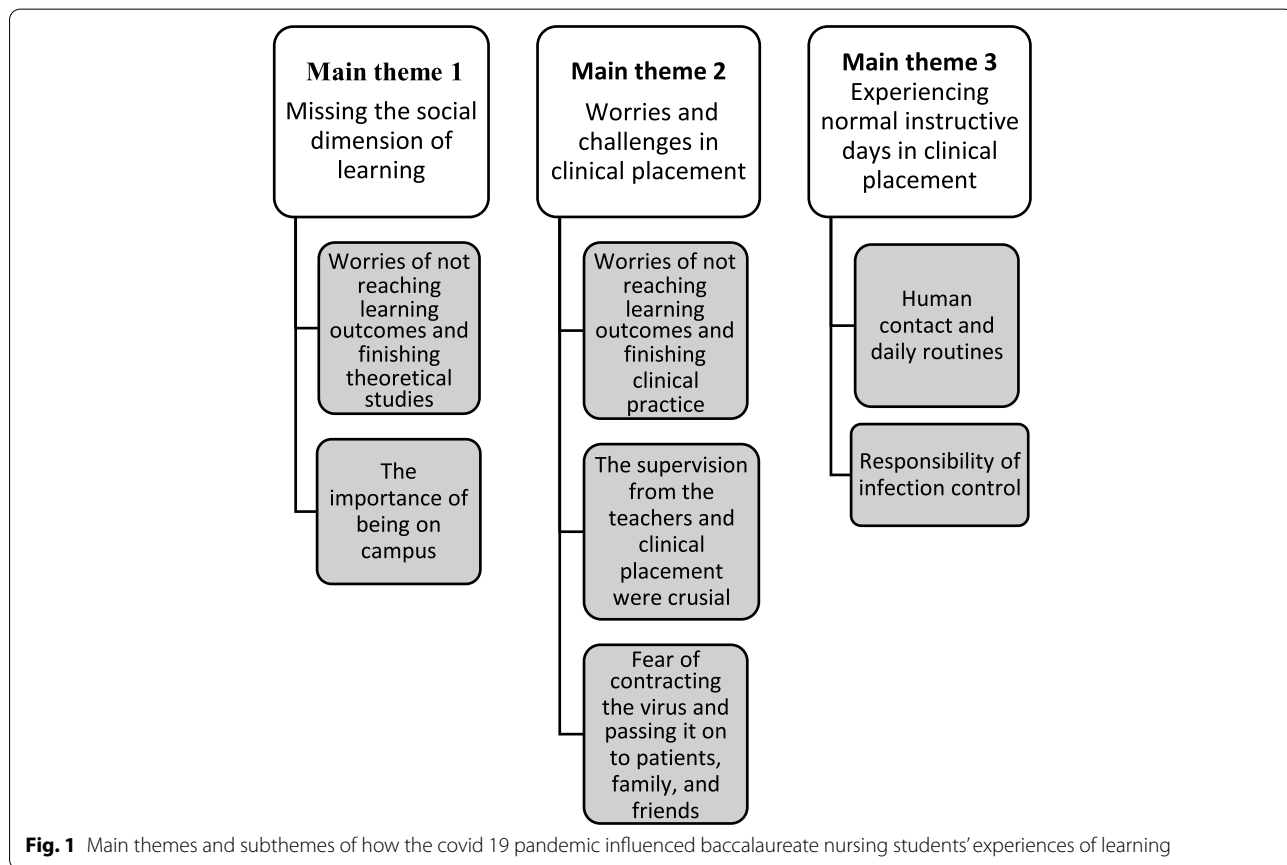 Main theme 1
Missing the social
dimension of
learning
Worries of not
reaching
learning
outcomes and
finishing
theoretical
studies
The
importance of
being on
campus
Main theme 2
Worries and
challenges in
clinical placement
Worries of not
reaching
learning
outcomes and
finishing
clinical
practice
The supervision
from the
teachers and
clinical
placement
were crusial
Fear of
contracting
the virus and
passing it on
to patients,
family, and
friends
Main theme 3
Experiencing
normal instructive
days in clinical
placement
Human
contact and
daily routines
Responsibility of
infection control
Fig. 1 Main themes and subthemes of how the covid 19 pandemic influenced baccalaureate nursing students' experiences of learning